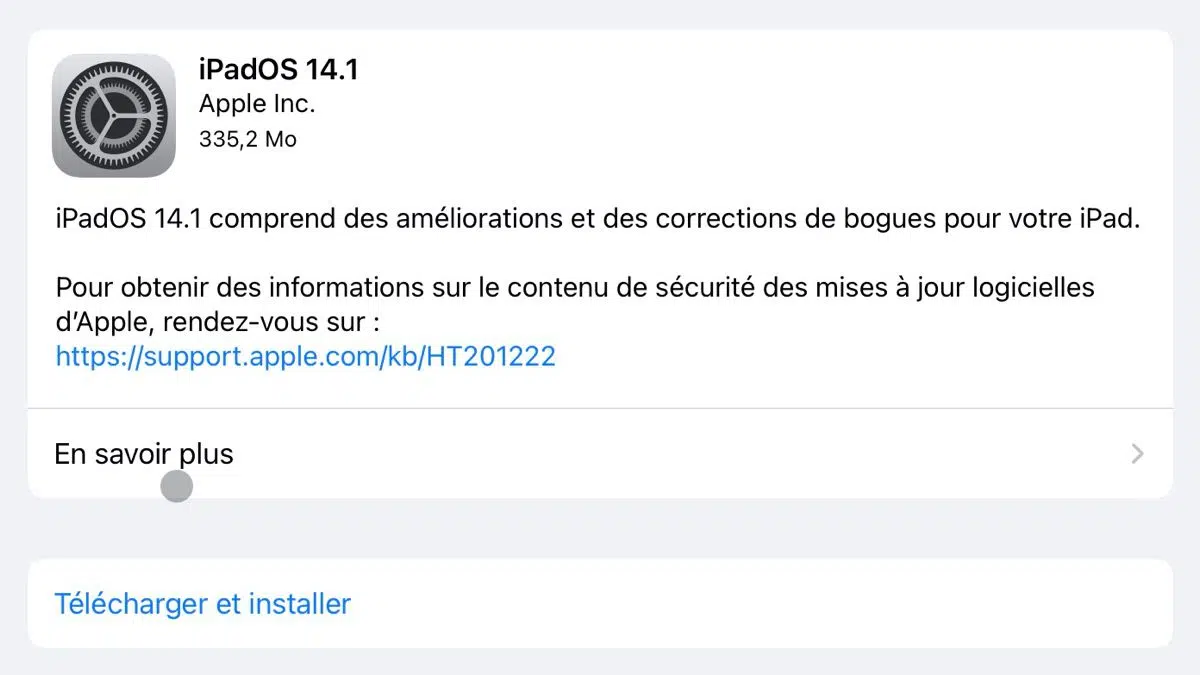 iPadOS 14.1
Apple Inc.
335,2 Mo
iPadOS 14.1 comprend des améliorations et des corrections de bogues pour votre iPad.
Pour obtenir des informations sur le contenu de sécurité des mises à jour logicielles
d’Apple, rendez-vous sur :
https://support.apple.com/kb/HT201222
En savoir plus
Télécharger et installer